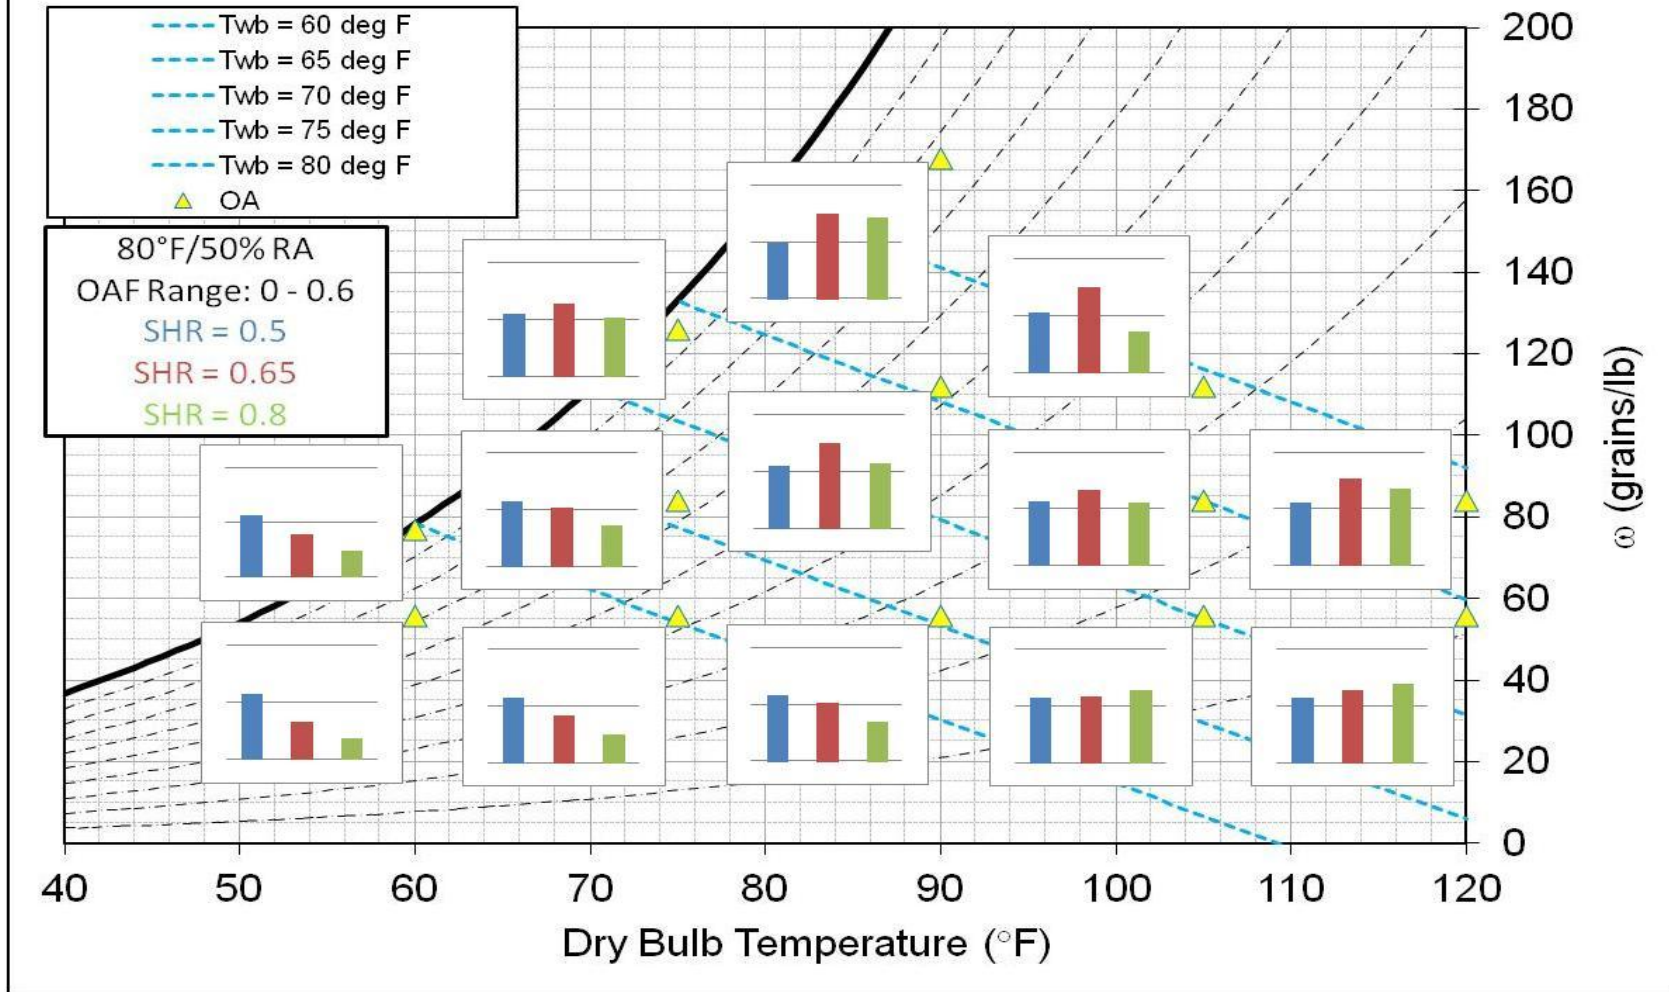 Twb = 60 deg F
Twb = 65 deg F
Twb = 70 deg F
Twb = 75 deg F
Twb = 80 deg F
OA
80°F/50% RA
OAF Range: 0 - 0.6
SHR = 0.5
SHR = 0.65
SHR = 0.8
200
180
160
140
120
100
80
60
40
20
0
ω (grains/lb)
40 50 60 70 80 90 100 110 120
Dry Bulb Temperature (°F)